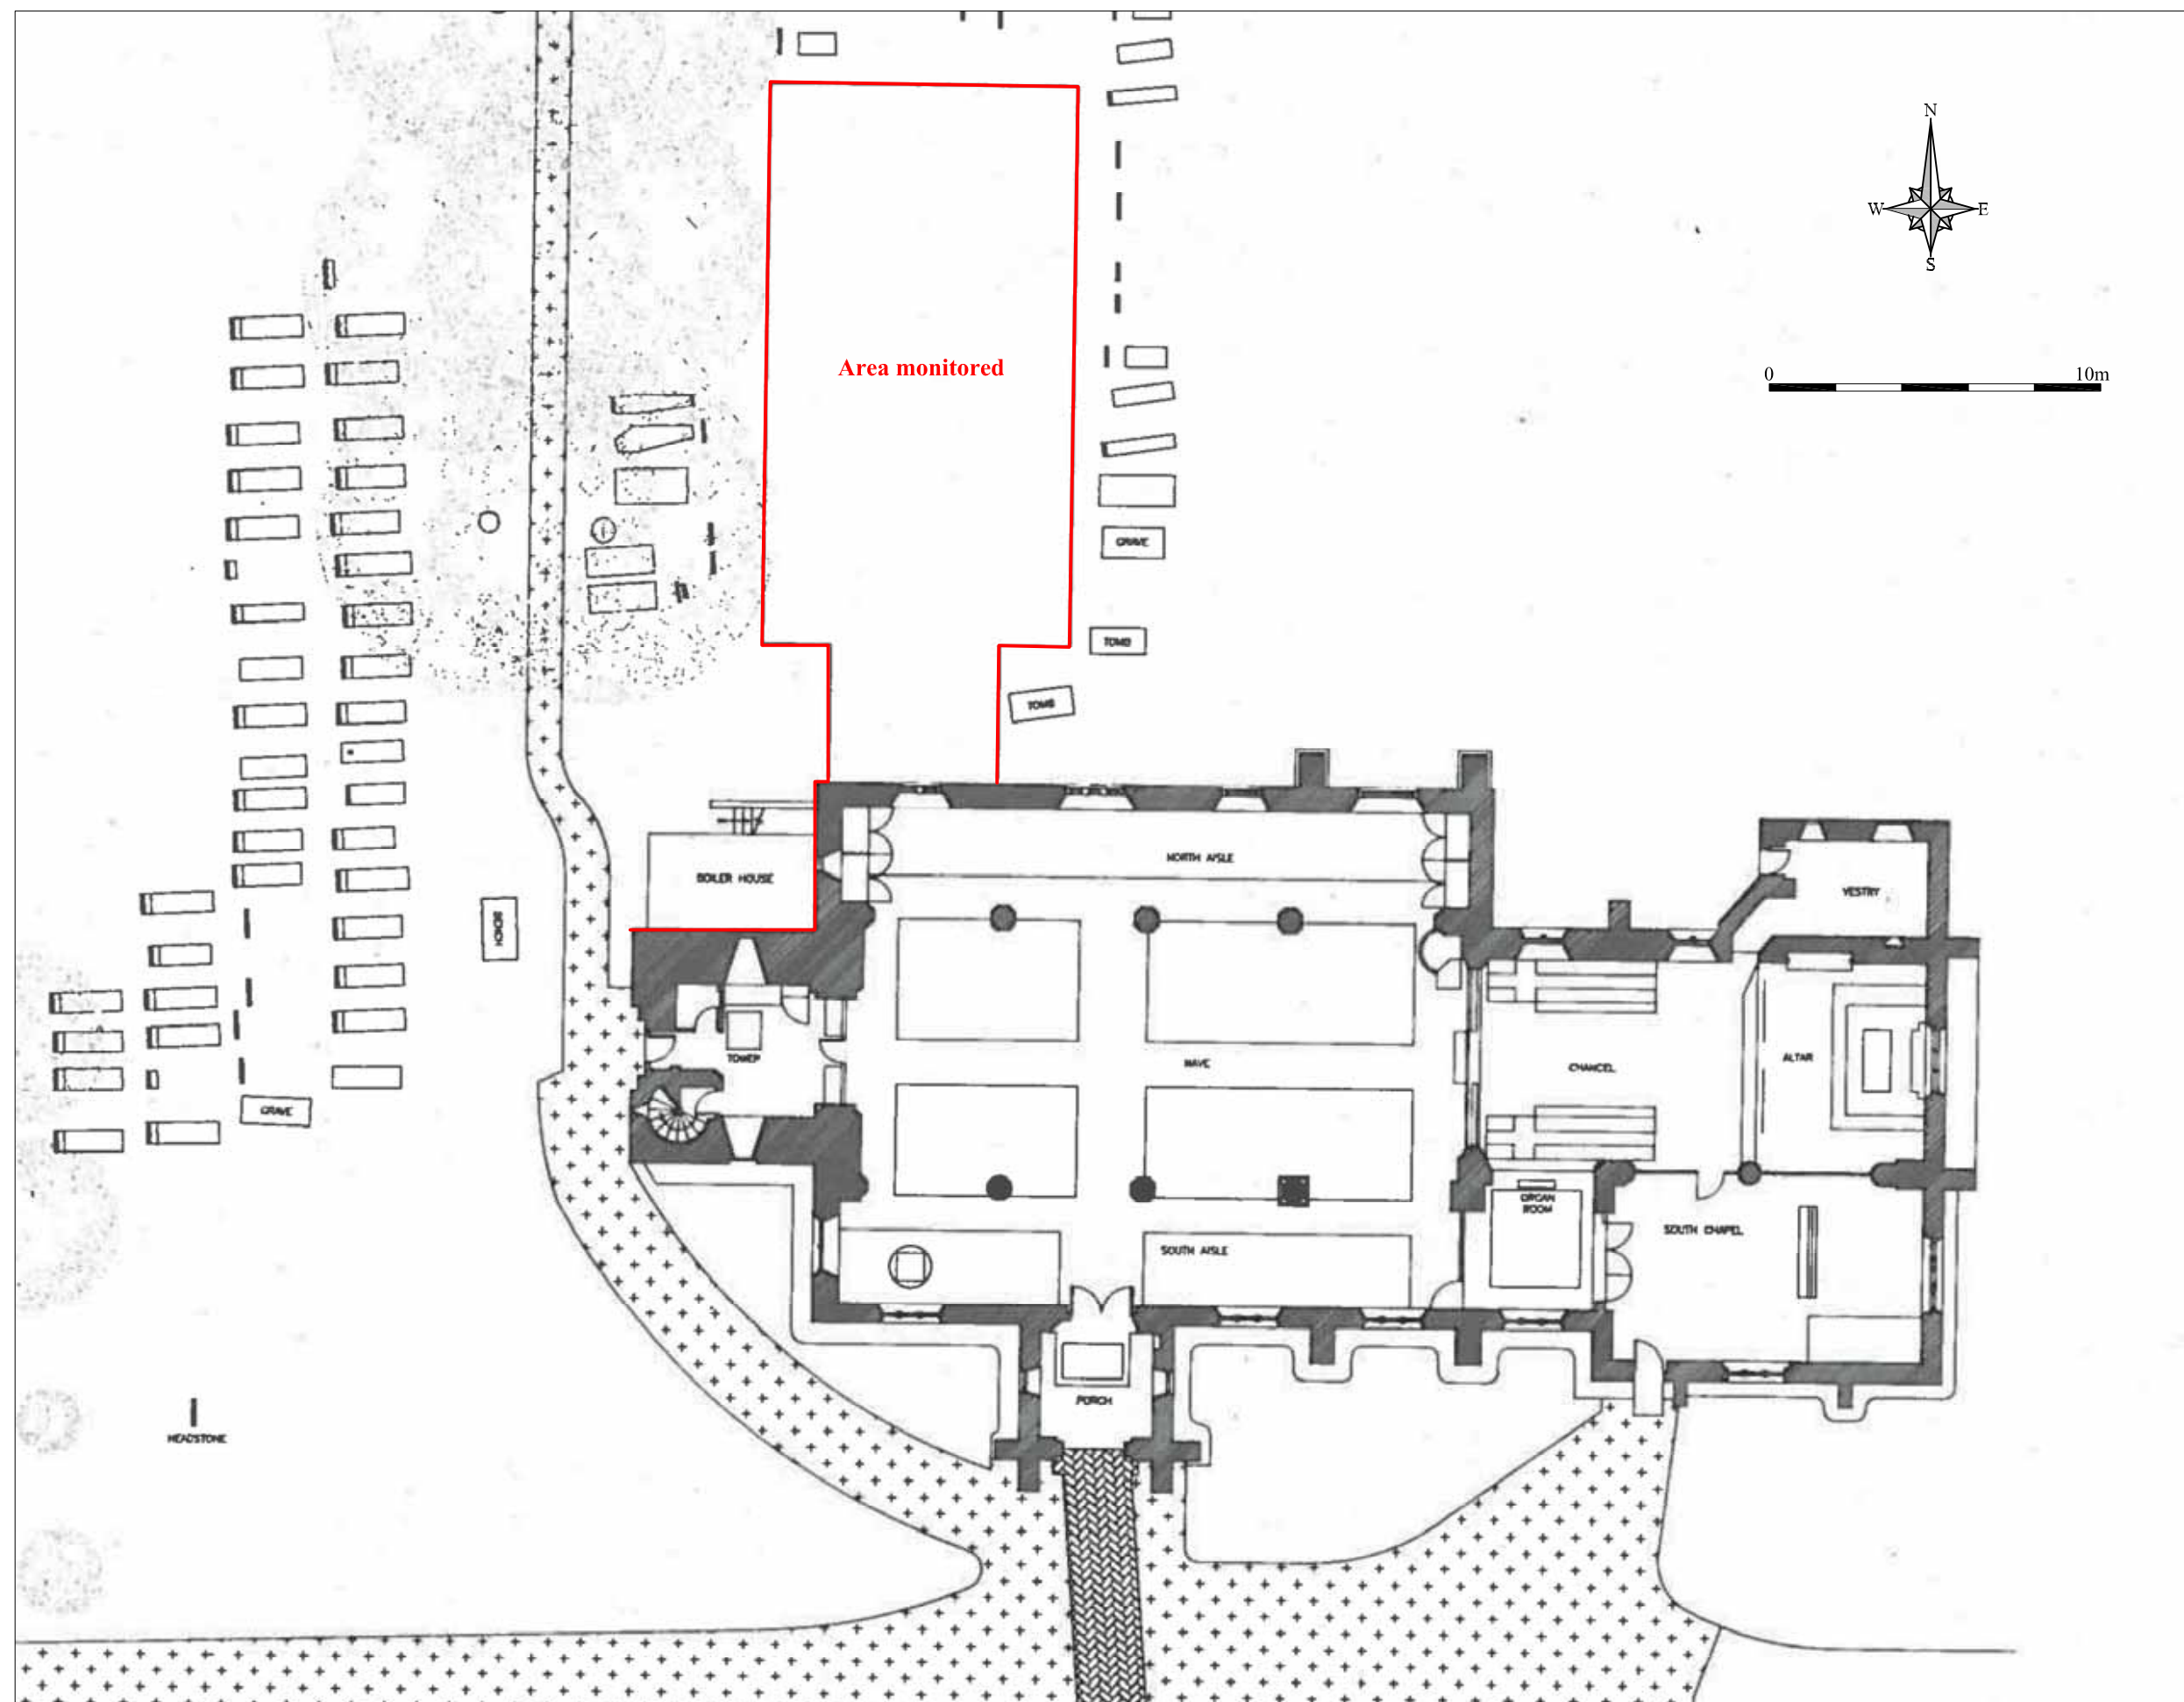 N
W E
S
0 10m
Area monitored
GRAVE
TOMB
TOMB
NORTH AISLE
BOILER HOUSE
VESTRY
BENCH
TOWER
NAVE
CHANCEL
ALTAR
GRAVE
ORGAN
ROOM
SOUTH CHAPEL
SOUTH AISLE
PORCH
HEADSTONE